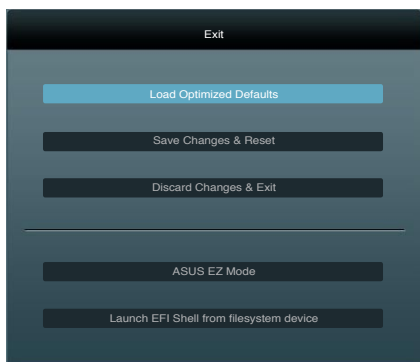 Exit
Load Optimized Defaults
Save Changes & Reset
Discard Changes & Exit
ASUS EZ Mode
Launch EFI Shell from filesystem device